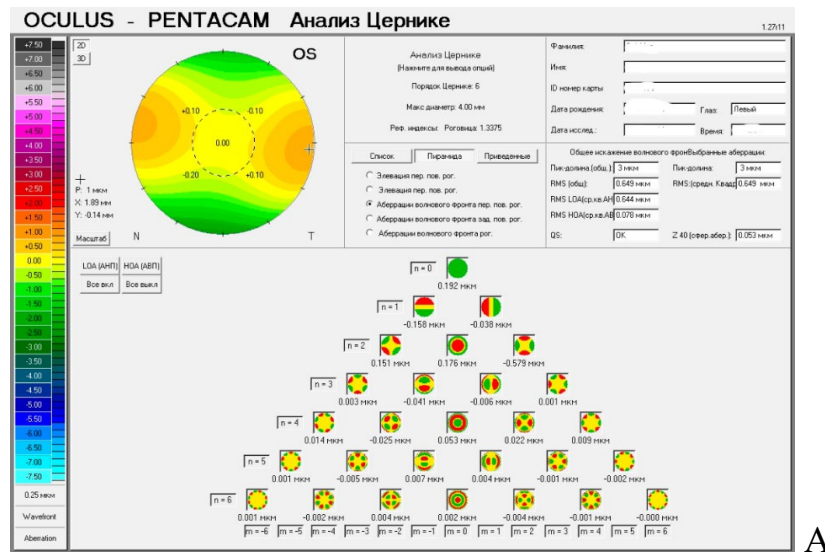 OCULUS - PENTACAM Анализ Цернике
1.27r11
+7.50
+7.00
+6.50
+6.00
+5.50
+5.00
+4.50
+4.00
+3.50
+3.00
+2.50
+2.00
+1.50
+1.00
+0.50
0.00
-0.50
-1.00
-1.50
-2.00
-2.50
-3.00
-3.50
-4.00
-4.50
-5.00
-5.50
-6.00
-6.50
-7.00
-7.50
0.25 мкм
Wavefront
Aberration
2D
3D
OS
+0.10 -0.10
0.00
-0.20 +0.10
P: 1 мкм
X: 1.89 мм
Y: -0.14 мм
Масштаб
N T
Анализ Цернике
(Нажмите для вывода опций)
Порядок Цернике: 6
Макс диаметр: 4.00 мм
Реф. индексы: Роговица: 1.3375
Список Пирамида Приведенные
Элевация пер. пов. рог.
Элевация пер. пов. рог.
Аберрации волнового фронта пер. пов. рог.
Аберрации волнового фронта зад. пов. рог.
Аберрации волнового фронта рог.
Фамилия:
Имя:
ID номер карты
Дата рождения: Глаз: Левый
Дата исслед.: Время:
Общее искажение волнового фронВыбранные аберрации:
Пик-долина.(общ.): 3 мкм Пик-долина: 3 мкм
RMS (общ): 0.649 мкм RMS:(средн. Квадр 0.649 мкм
RMS LOA(ср.кв.АН 0.644 мкм
RMS HOA(ср.кв.АВ 0.078 мкм
QS: OK Z 40 (сфер.абер.): 0.053 мкм
LOA (АНП) HOA (АВП)
Все вкл Все выкл
n = 0
0.192 мкм
n = 1
-0.158 мкм -0.038 мкм
n = 2
0.151 мкм 0.176 мкм -0.579 мкм
n = 3
0.003 мкм -0.041 мкм -0.006 мкм 0.001 мкм
n = 4
0.014 мкм -0.025 мкм 0.053 мкм 0.022 мкм 0.009 мкм
n = 5
0.001 мкм -0.005 мкм 0.007 мкм 0.004 мкм -0.001 мкм -0.002 мкм
n = 6
0.001 мкм -0.002 мкм 0.004 мкм 0.002 мкм -0.004 мкм -0.001 мкм -0.000 мкм
m = -6 m = -5 m = -4 m = -3 m = -2 m = -1 m = 0 m = 1 m = 2 m = 3 m = 4 m = 5 m = 6
А